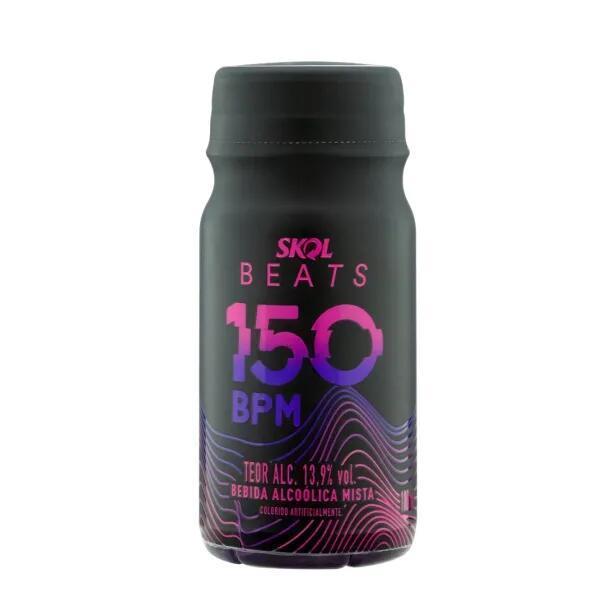 SKOL
BEATS
150
BPM
TEOR ALC. 13,9% vol.
BEBIDA ALCOÓLICA MISTA
COLORIDO ARTIFICIALMENTE.